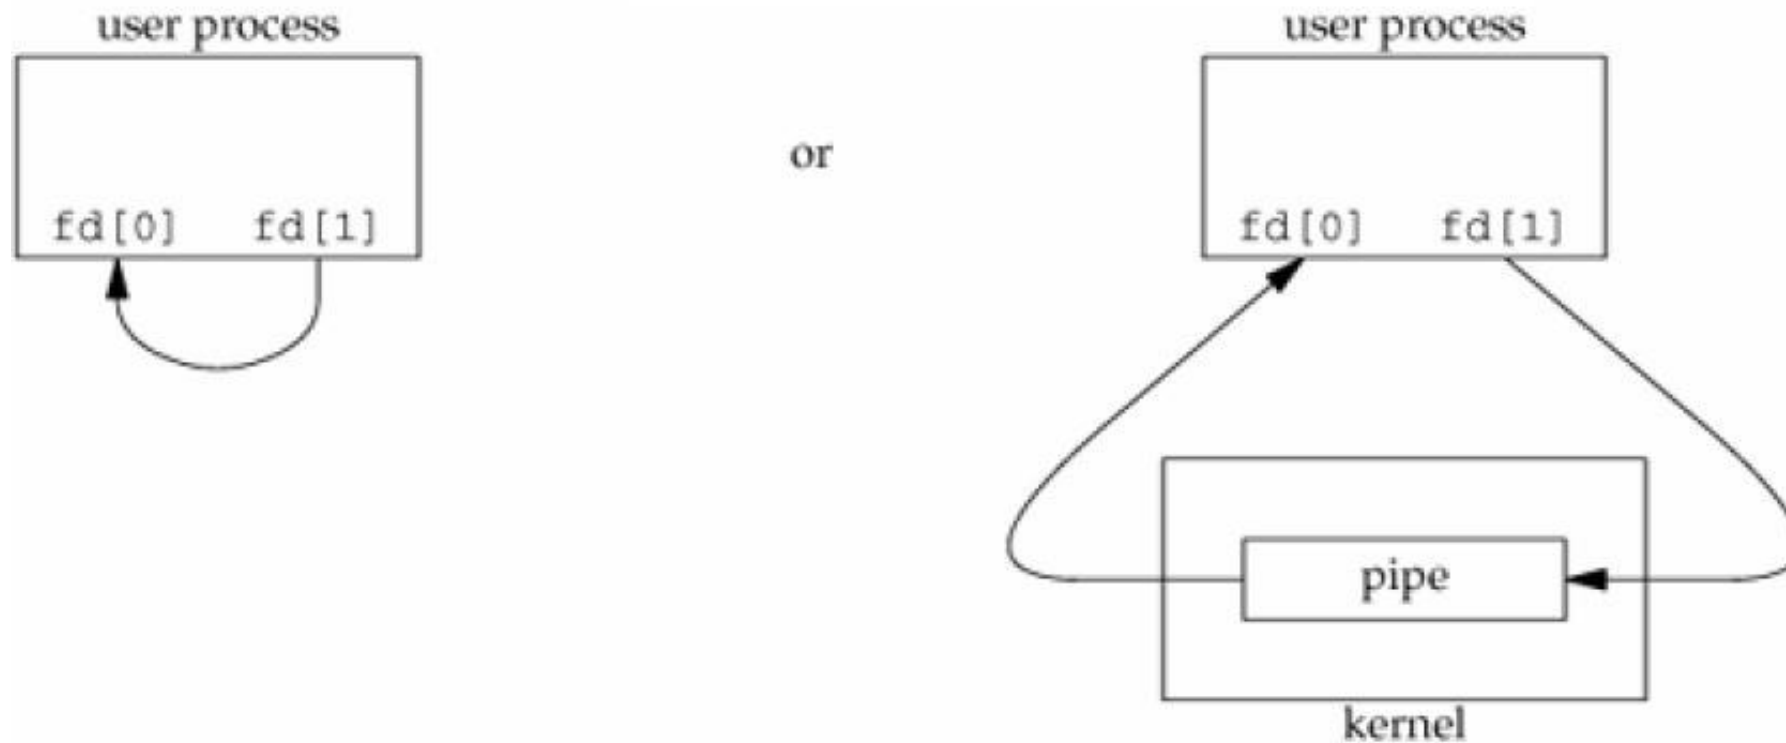 user process
fd[0] fd[1]
or
user process
fd[0] fd[1]
pipe
kernel